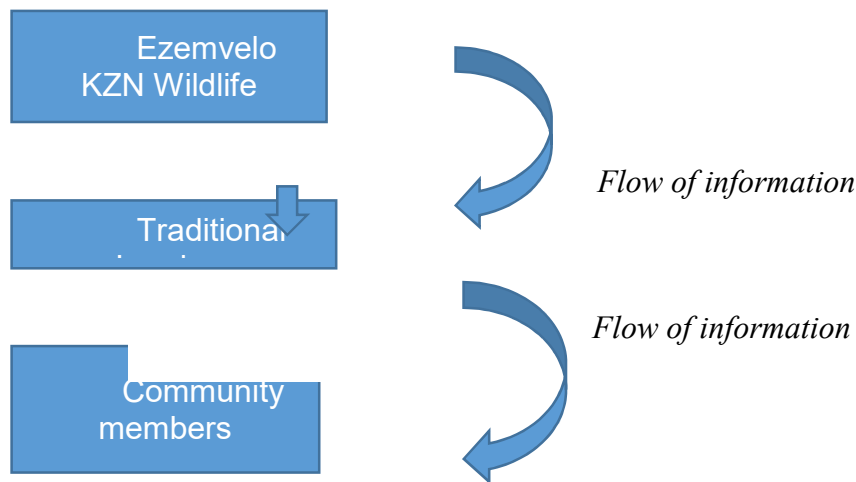 Ezemvelo
KZN Wildlife
Flow of information
Traditional
Flow of information
Community
members